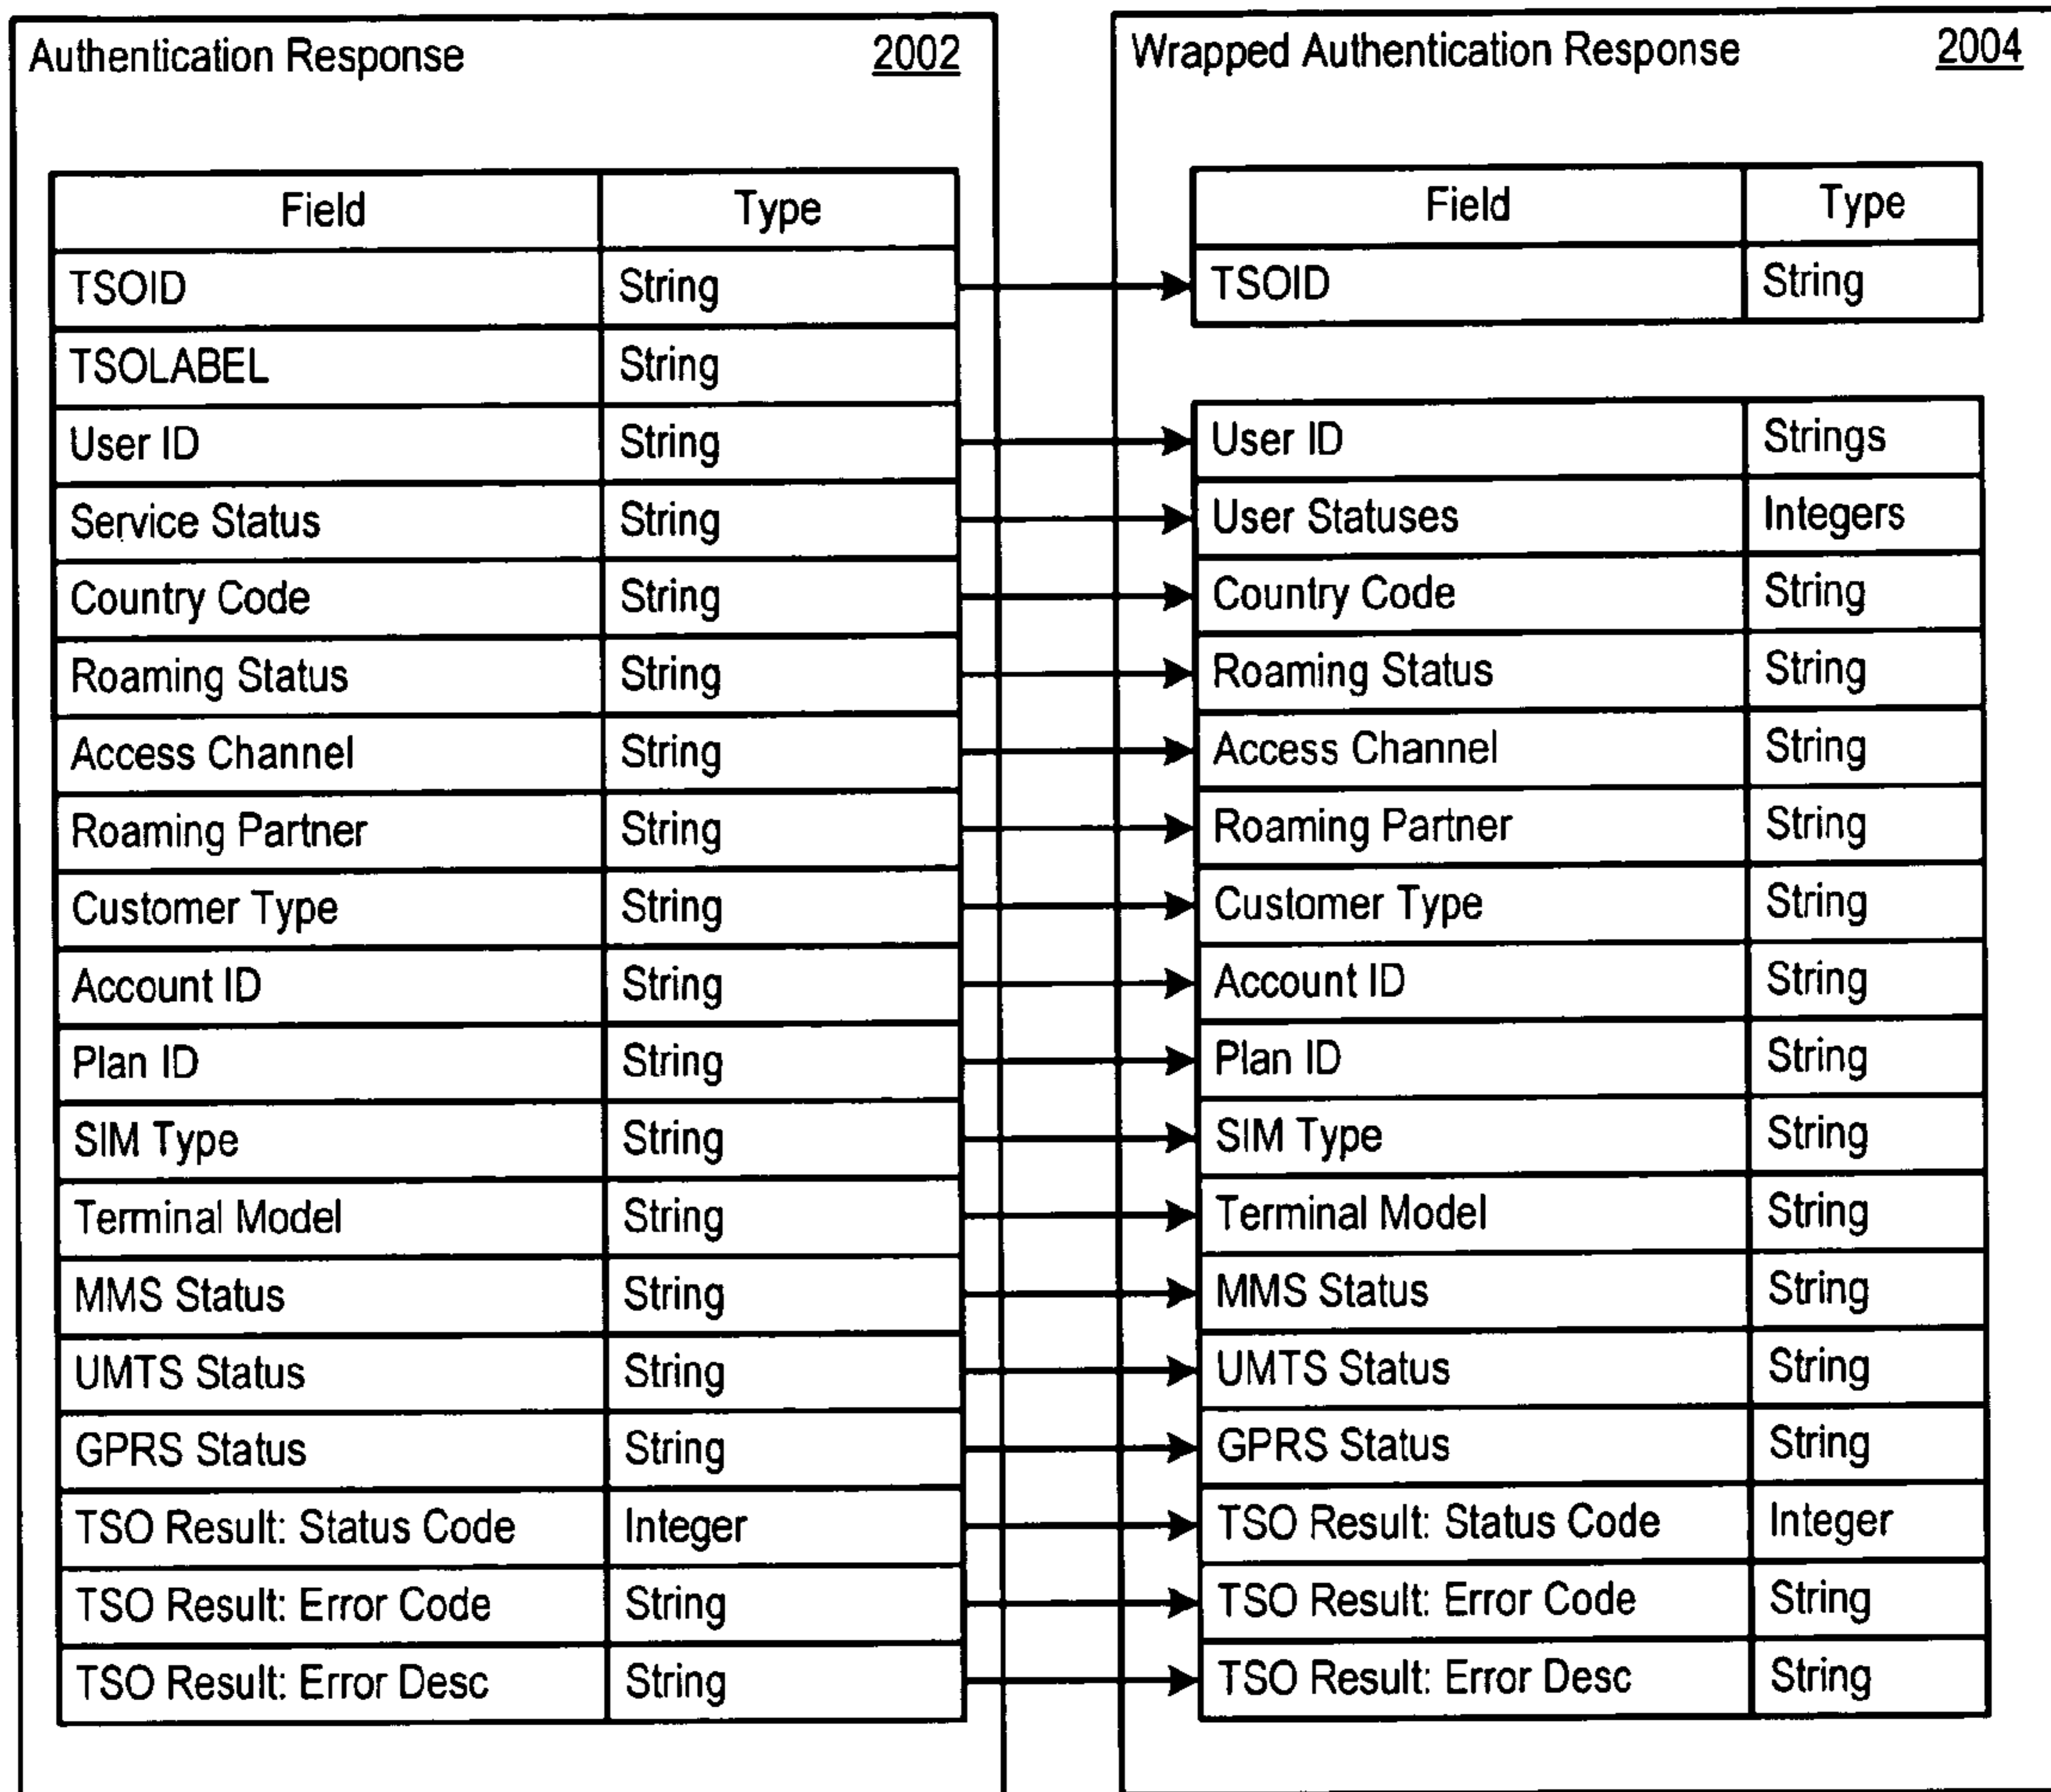 Authentication Response 2002
Field Type
TSOID String
TSOLABEL String
User ID String
Service Status String
Country Code String
Roaming Status String
Access Channel String
Roaming Partner String
Customer Type String
Account ID String
Plan ID String
SIM Type String
Terminal Model String
MMS Status String
UMTS Status String
GPRS Status String
TSO Result: Status Code Integer
TSO Result: Error Code String
TSO Result: Error Desc String
Wrapped Authentication Response 2004
Field Type
TSOID String
User ID Strings
User Statuses Integers
Country Code String
Roaming Status String
Access Channel String
Roaming Partner String
Customer Type String
Account ID String
Plan ID String
SIM Type String
Terminal Model String
MMS Status String
UMTS Status String
GPRS Status String
TSO Result: Status Code Integer
TSO Result: Error Code String
TSO Result: Error Desc String